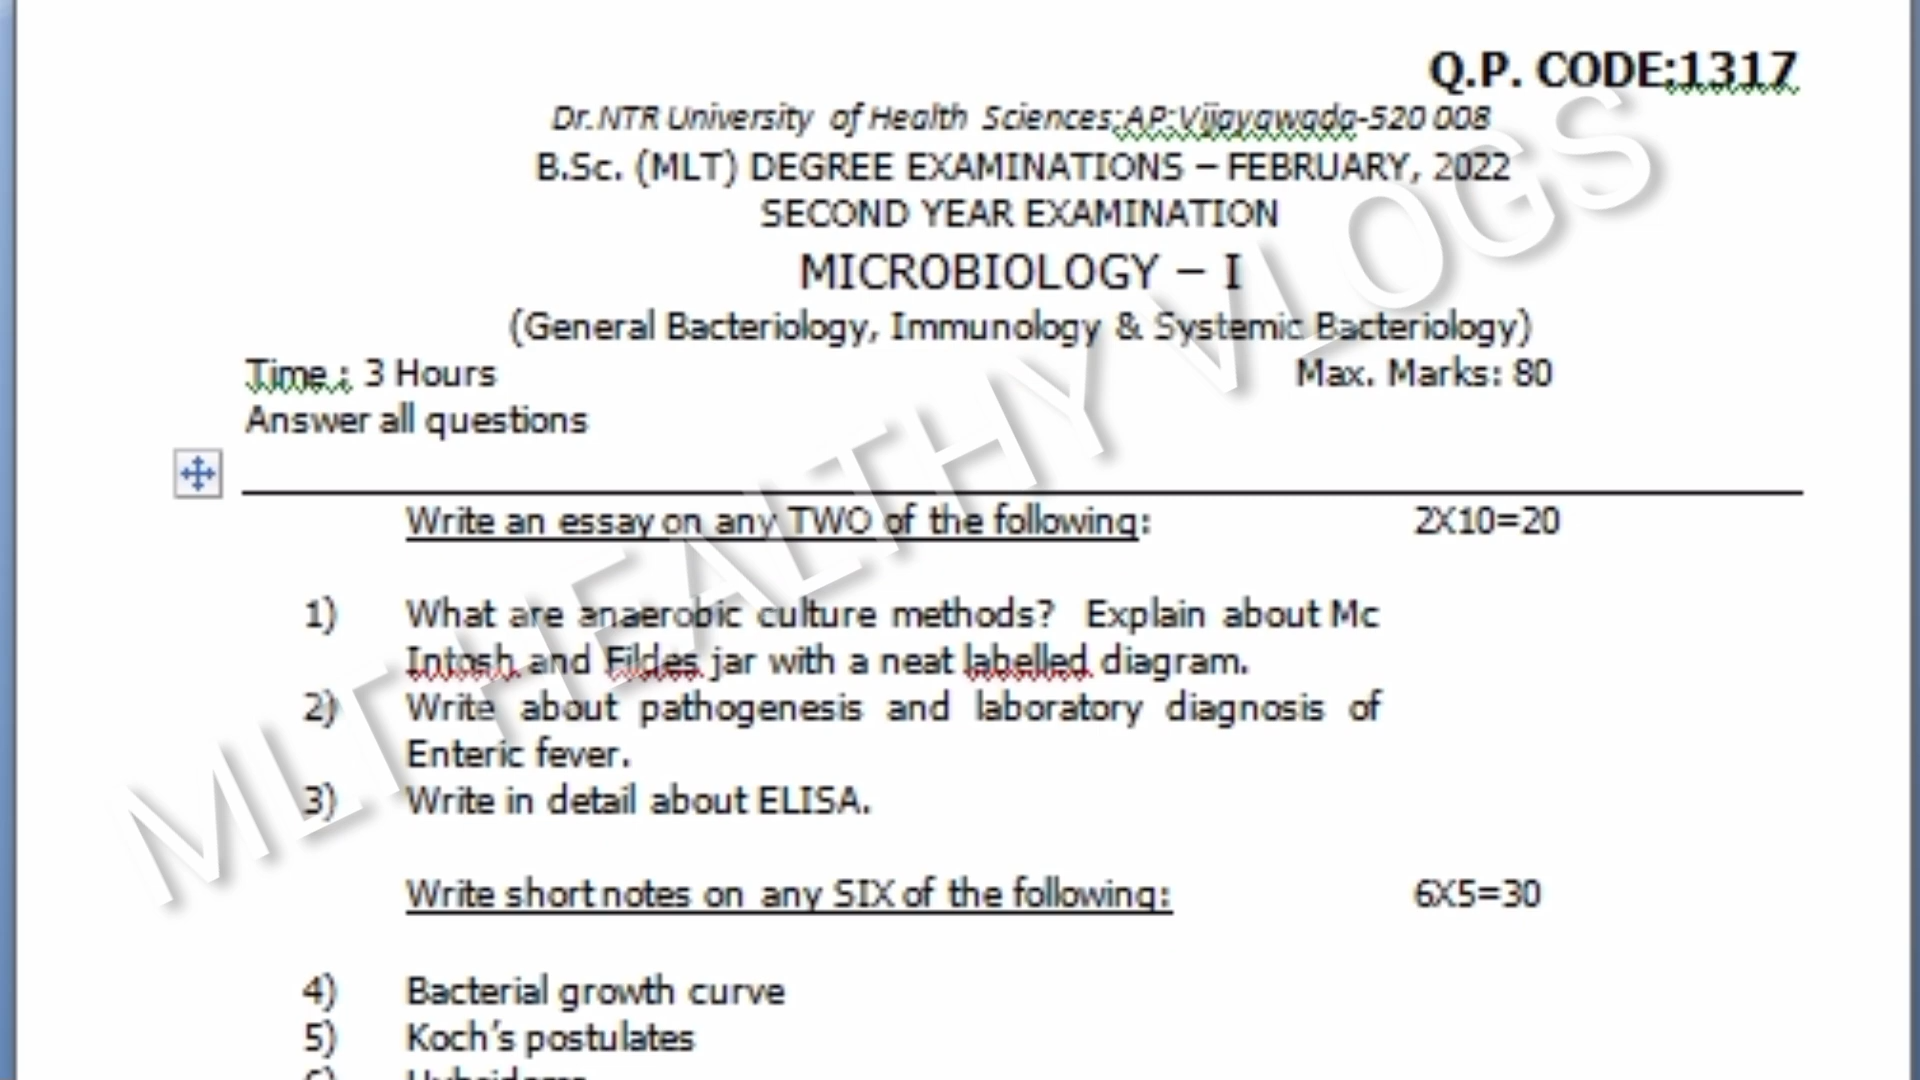 Q.P. CODE:1317
Dr.NTR University of Health Sciences:AP:Vijayawada-520 008
B.Sc. (MLT) DEGREE EXAMINATIONS – FEBRUARY, 2022
SECOND YEAR EXAMINATION
MICROBIOLOGY – I
(General Bacteriology, Immunology & Systemic Bacteriology)
Time : 3 Hours Max. Marks: 80
Answer all questions
Write an essay on any TWO of the following: 2X10=20
1) What are anaerobic culture methods? Explain about Mc
Intosh and Fildes jar with a neat labelled diagram.
2) Write about pathogenesis and laboratory diagnosis of
Enteric fever.
3) Write in detail about ELISA.
Write short notes on any SIX of the following: 6X5=30
4) Bacterial growth curve
5) Koch's postulates
MLT HEALTHY VLOGS